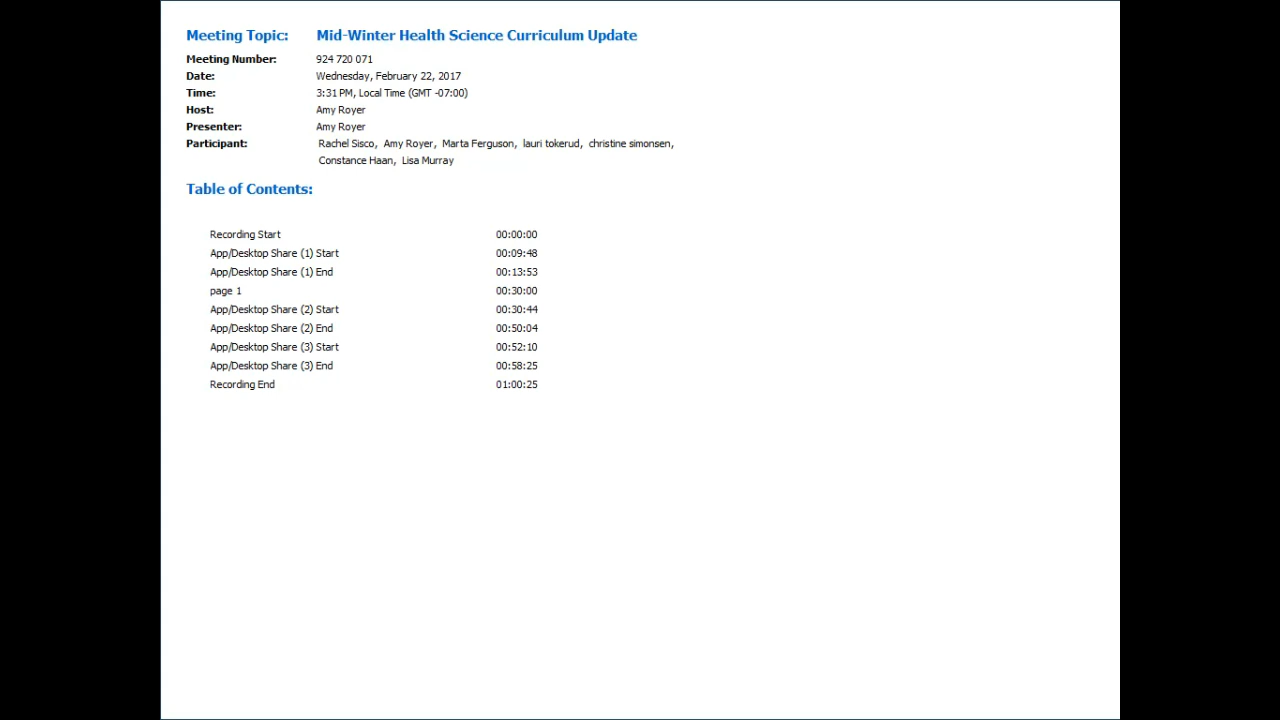 Meeting Topic: Mid-Winter Health Science Curriculum Update
Meeting Number: 924 720 071
Date: Wednesday, February 22, 2017
Time: 3:31 PM, Local Time (GMT -07:00)
Host: Amy Royer
Presenter: Amy Royer
Participant: Rachel Sisco, Amy Royer, Marta Ferguson, lauri tokerud, christine simonsen,
Constance Haan, Lisa Murray
Table of Contents:
Recording Start 00:00:00
App/Desktop Share (1) Start 00:09:48
App/Desktop Share (1) End 00:13:53
page 1 00:30:00
App/Desktop Share (2) Start 00:30:44
App/Desktop Share (2) End 00:50:04
App/Desktop Share (3) Start 00:52:10
App/Desktop Share (3) End 00:58:25
Recording End 01:00:25